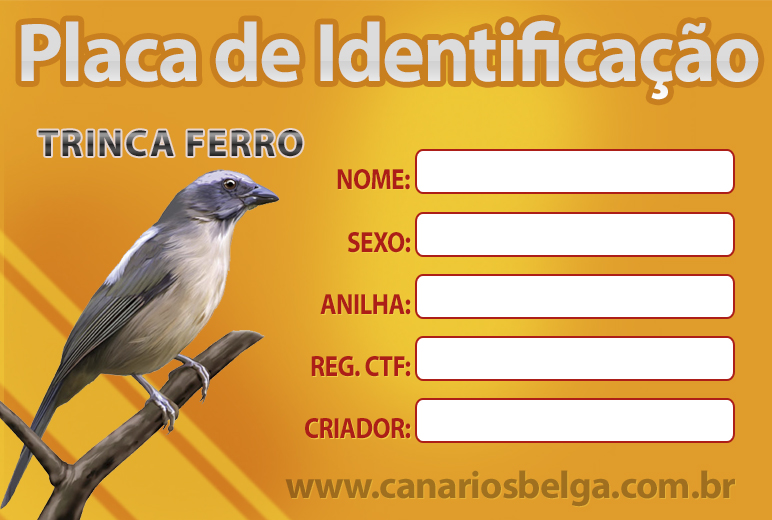 Placa de Identificação
TRINCA FERRO
NOME:
SEXO:
ANILHA:
REG. CTF:
CRIADOR:
www.canariosbelga.com.br